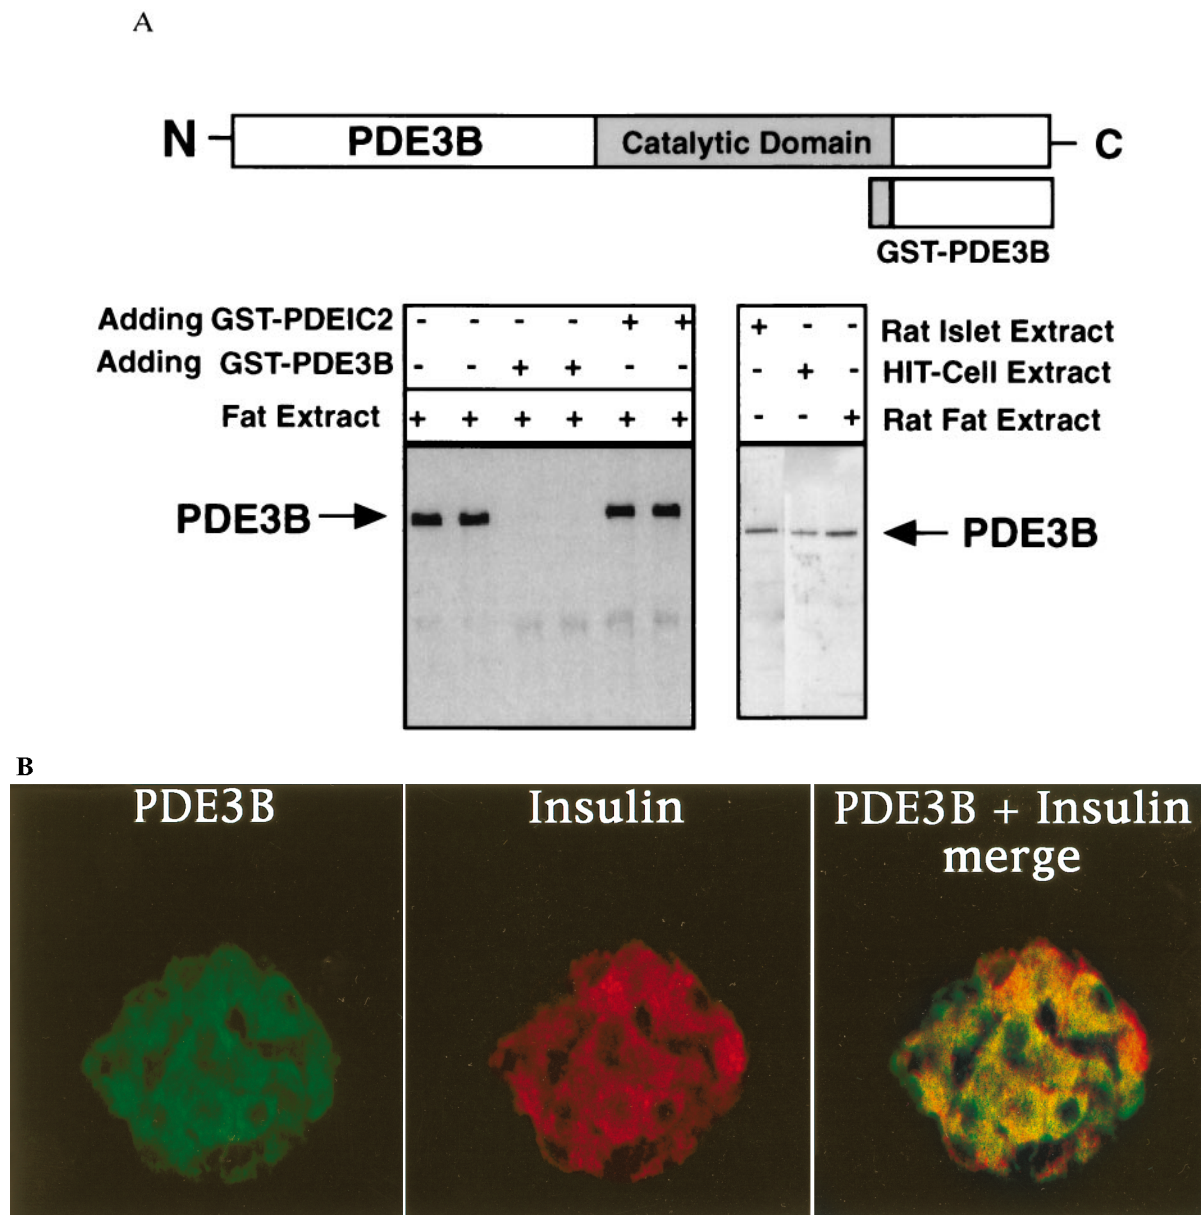 A
N PDE3B Catalytic Domain C
GST-PDE3B
Adding GST-PDEIC2 - - - - + +
Adding GST-PDE3B - - + + - -
Fat Extract + + + + + +
PDE3B
+ - - Rat Islet Extract
- + - HIT-Cell Extract
- - + Rat Fat Extract
PDE3B
B
PDE3B
Insulin
PDE3B + Insulin
merge